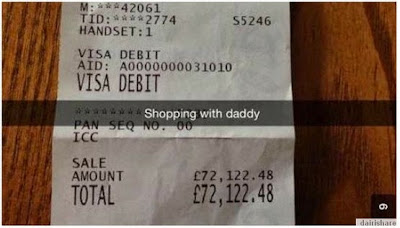 M:***42061
TID:****2774 S5246
HANDSET:1
VISA DEBIT
AID: A0000000031010
VISA DEBIT
Shopping with daddy
PAN SEQ NO. 00
ICC
SALE
AMOUNT £72,122.48
TOTAL £72,122.48
6
dairishare